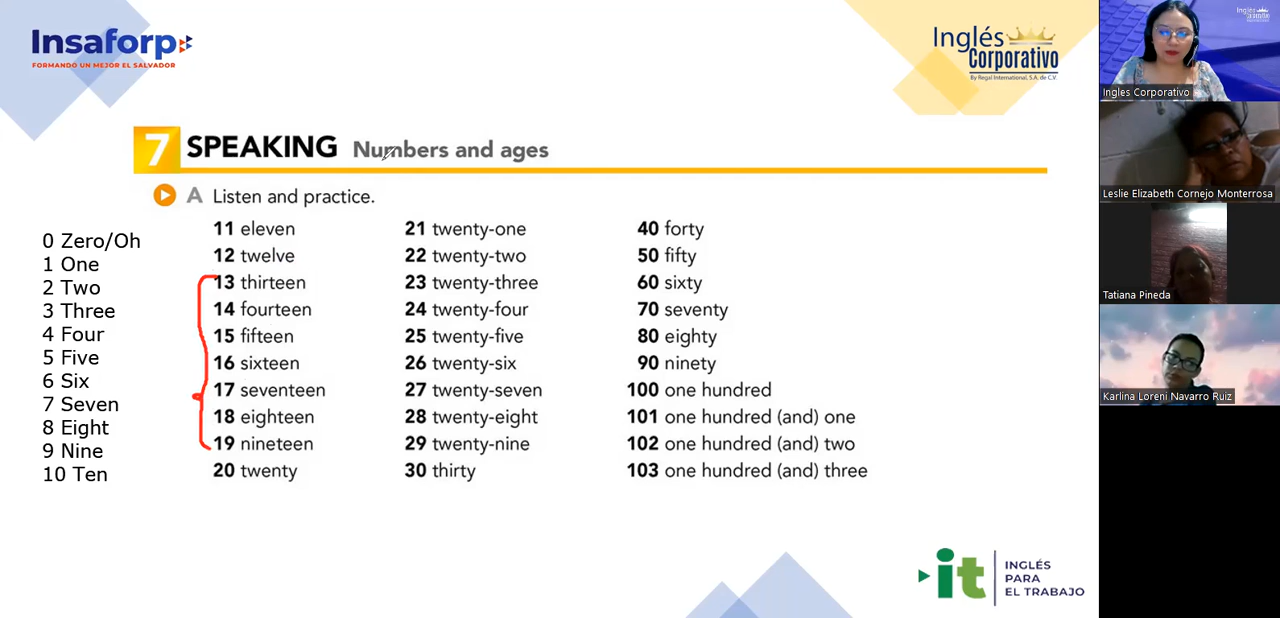 Insaforp
FORMANDO UN MEJOR EL SALVADOR
Inglés
Corporativo
By Regal International, S.A. de C.V.
7 SPEAKING Numbers and ages
A Listen and practice.
0 Zero/Oh
1 One
2 Two
3 Three
4 Four
5 Five
6 Six
7 Seven
8 Eight
9 Nine
10 Ten
11 eleven
12 twelve
13 thirteen
14 fourteen
15 fifteen
16 sixteen
17 seventeen
18 eighteen
19 nineteen
20 twenty
21 twenty-one
22 twenty-two
23 twenty-three
24 twenty-four
25 twenty-five
26 twenty-six
27 twenty-seven
28 twenty-eight
29 twenty-nine
30 thirty
40 forty
50 fifty
60 sixty
70 seventy
80 eighty
90 ninety
100 one hundred
101 one hundred (and) one
102 one hundred (and) two
103 one hundred (and) three
it
INGLÉS
PARA
EL TRABAJO
Ingles Corporativo
Leslie Elizabeth Cornejo Monterrosa
Tatiana Pineda
Karlina Loreni Navarro Ruiz